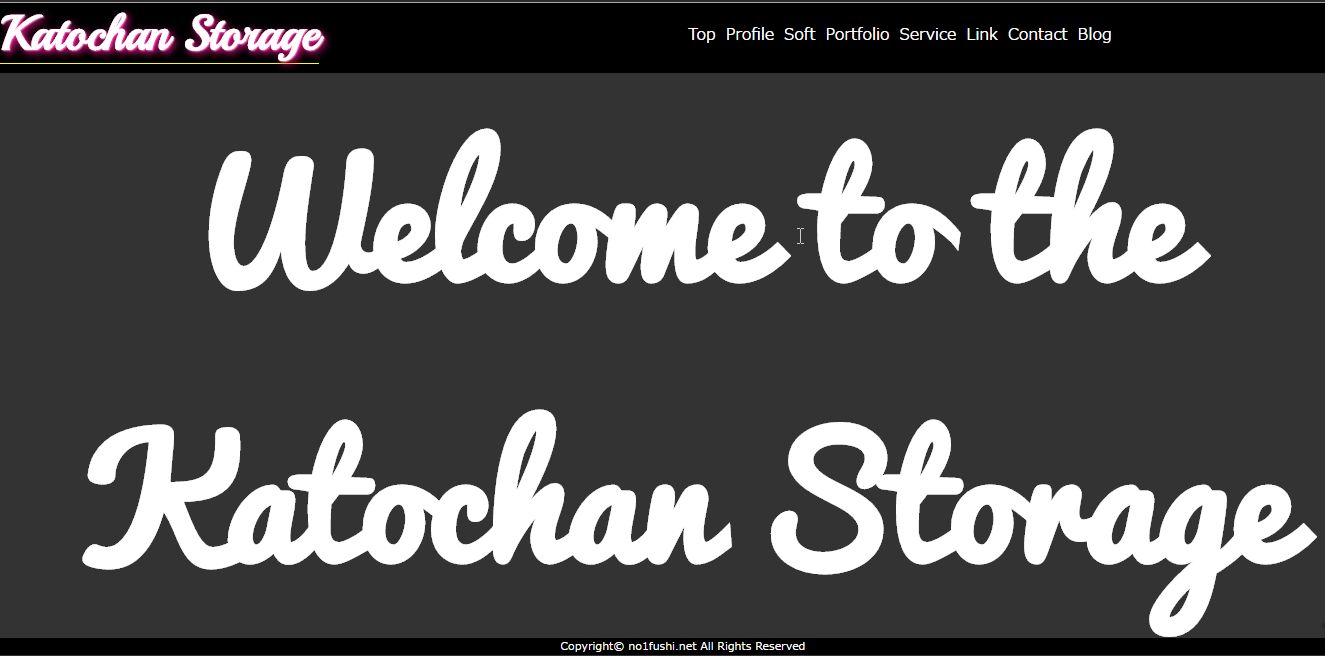 Katochan Storage
Top Profile Soft Portfolio Service Link Contact Blog
Welcome to the
Katochan Storage
Copyright© no1fushi.net All Rights Reserved